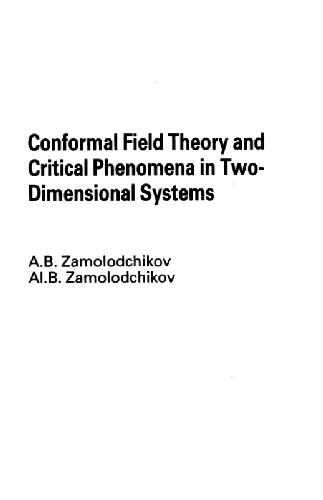 Conformal Field Theory and
Critical Phenomena in Two-
Dimensional Systems
A.B. Zamolodchikov
Al.B. Zamolodchikov